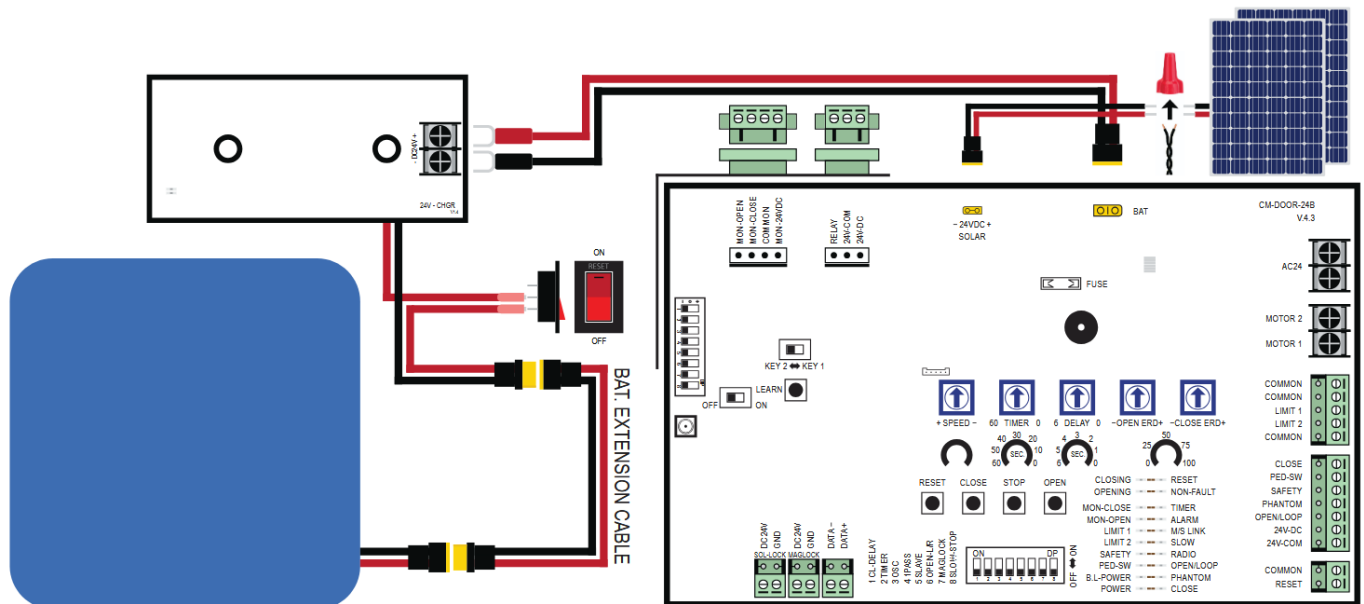 - DC24V +
24V - CHGR
V1.4
ON
RESET
OFF
BAT. EXTENSION CABLE
MON-OPEN
MON-CLOSE
COMMON
MON-24VDC
RELAY
24V-COM
24V-DC
− 24VDC +
SOLAR
BAT
CM-DOOR-24B
V.4.3
AC24
FUSE
MOTOR 2
MOTOR 1
KEY 2 ⬌ KEY 1
LEARN
OFF
ON
+ SPEED −
60 TIMER 0
6 DELAY 0
−OPEN ERD+
−CLOSE ERD+
60 50 40 30 20 10 0
SEC.
6 5 4 3 2 1 0
SEC.
0 25 50 75 100
COMMON
COMMON
LIMIT 1
LIMIT 2
COMMON
RESET
CLOSE
STOP
OPEN
CLOSING
RESET
OPENING
NON-FAULT
MON-CLOSE
TIMER
MON-OPEN
ALARM
LIMIT 1
M/S LINK
LIMIT 2
SLOW
SAFETY
RADIO
PED-SW
OPEN/LOOP
B.L-POWER
PHANTOM
POWER
CLOSE
CLOSE
PED-SW
SAFETY
PHANTOM
OPEN/LOOP
24V-DC
24V-COM
COMMON
RESET
DC24V
GND
SOL-LOCK
DC24V
GND
MAGLOCK
DATA−
DATA+
1 CL-DELAY
2 TIMER
3 OSC
4 1PASS
5 SLAVE
6 OPEN-L/R
7 MAGLOCK
8 SLO/H-STOP
ON DP
1 2 3 4 5 6 7 8
OFF ⬌ ON